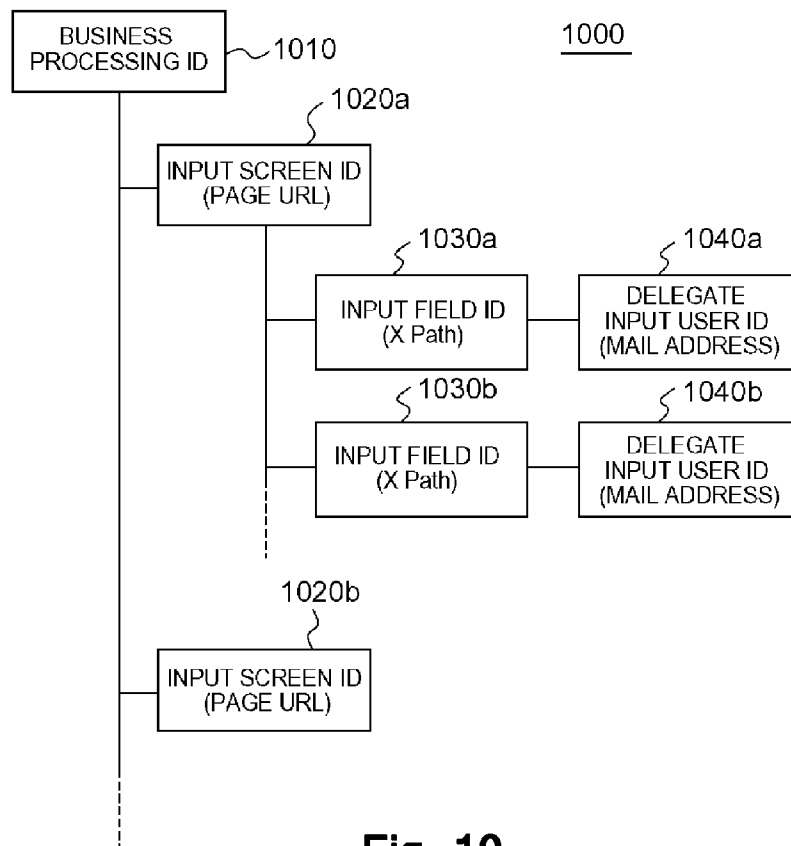 BUSINESS
PROCESSING ID
1010
1000
1020a
INPUT SCREEN ID
(PAGE URL)
1030a
1040a
INPUT FIELD ID
(X Path)
DELEGATE
INPUT USER ID
(MAIL ADDRESS)
1030b
1040b
INPUT FIELD ID
(X Path)
DELEGATE
INPUT USER ID
(MAIL ADDRESS)
1020b
INPUT SCREEN ID
(PAGE URL)
Fig. 10